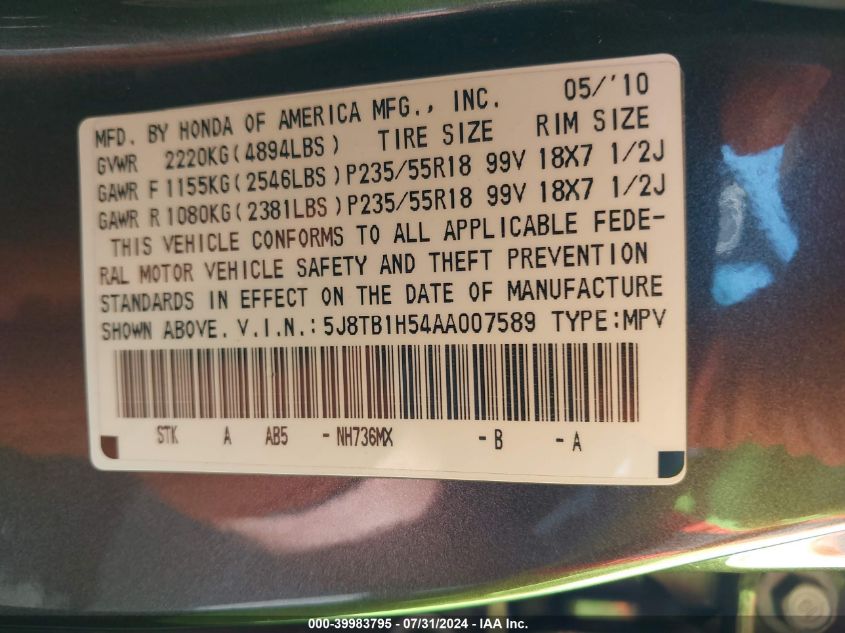 MFD. BY HONDA OF AMERICA MFG., INC. 05/'10
GVWR 2220KG(4894LBS) TIRE SIZE RIM SIZE
GAWR F 1155KG(2546LBS) P235/55R18 99V 18X7 1/2J
GAWR R 1080KG(2381LBS) P235/55R18 99V 18X7 1/2J
THIS VEHICLE CONFORMS TO ALL APPLICABLE FEDE-
RAL MOTOR VEHICLE SAFETY AND THEFT PREVENTION
STANDARDS IN EFFECT ON THE DATE OF MANUFACTURE
SHOWN ABOVE. V.I.N.: 5J8TB1H54AA007589 TYPE:MPV
STK A AB5 - NH736MX - B - A
000-39983795 / 07/31/2024 - IAA Inc.